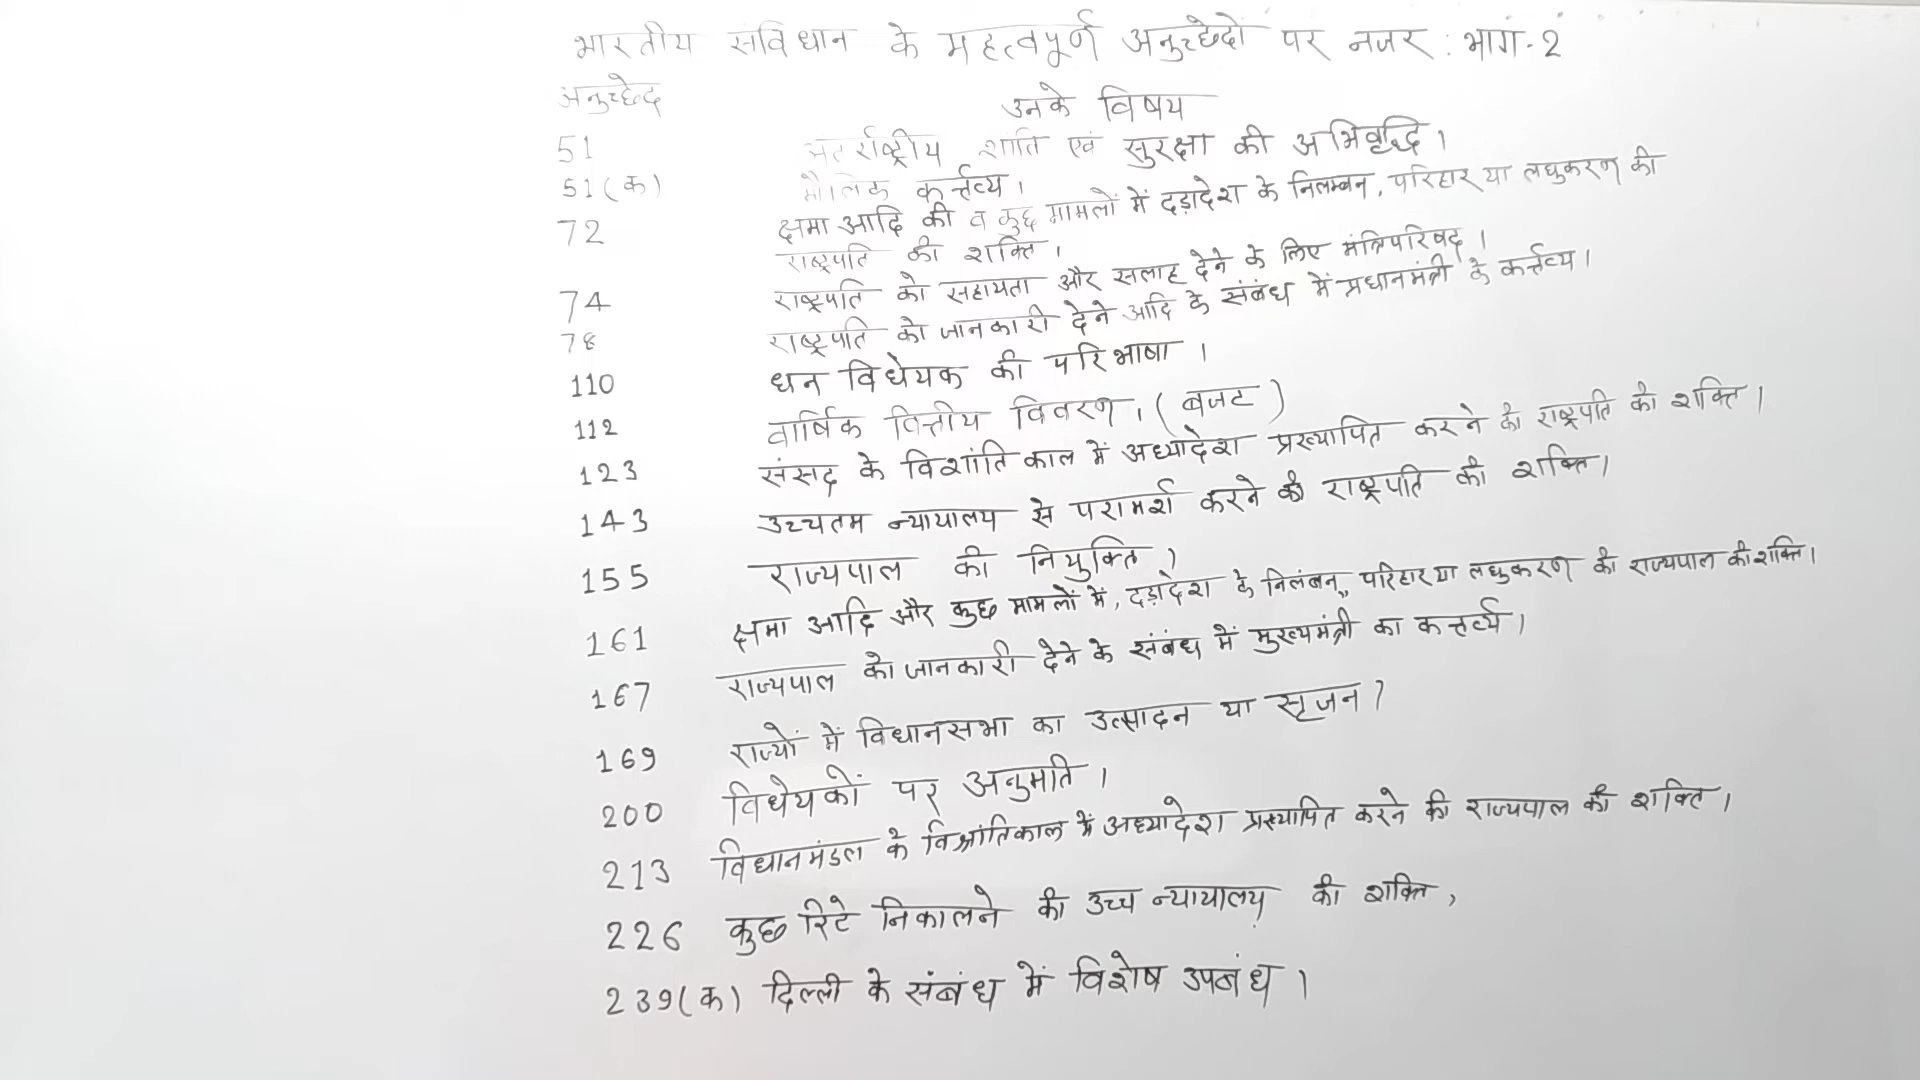 भारतीय संविधान के महत्वपूर्ण अनुच्छेदों पर नजर : भाग-2
अनुच्छेद उनके विषय
51 अंतर्राष्ट्रीय शांति एवं सुरक्षा की अभिवृद्धि ।
51(क) मौलिक कर्त्तव्य ।
72 क्षमा आदि की व कुछ मामलों में दड़ादेश के निलम्बन, परिहार या लघुकरण की
राष्ट्रपति की शक्ति ।
74 राष्ट्रपति को सहायता और सलाह देने के लिए मंत्रिपरिषद् ।
78 राष्ट्रपति को जानकारी देने आदि के संबंध में प्रधानमंत्री के कर्त्तव्य ।
110 धन विधेयक की परिभाषा ।
112 वार्षिक वित्तीय विवरण । (बजट)
123 संसद के विशांतिकाल में अध्यादेश प्रख्यापित करने की राष्ट्रपति की शक्ति ।
143 उच्चतम न्यायालय से परामर्श करने की राष्ट्रपति की शक्ति ।
155 राज्यपाल की नियुक्ति ।
161 क्षमा आदि और कुछ मामलों में, दड़ादेश के निलंबन, परिहार या लघुकरण की राज्यपाल की शक्ति ।
167 राज्यपाल को जानकारी देने के संबंध में मुख्यमंत्री का कर्त्तव्य ।
169 राज्यों में विधानसभा का उत्सादन या सृजन ।
200 विधेयकों पर अनुमति ।
213 विधानमंडल के विश्रांतिकाल में अध्यादेश प्रख्यापित करने की राज्यपाल की शक्ति ।
226 कुछ रिटे निकालने की उच्च न्यायालय की शक्ति ,
239(क) दिल्ली के संबंध में विशेष उपबंध ।